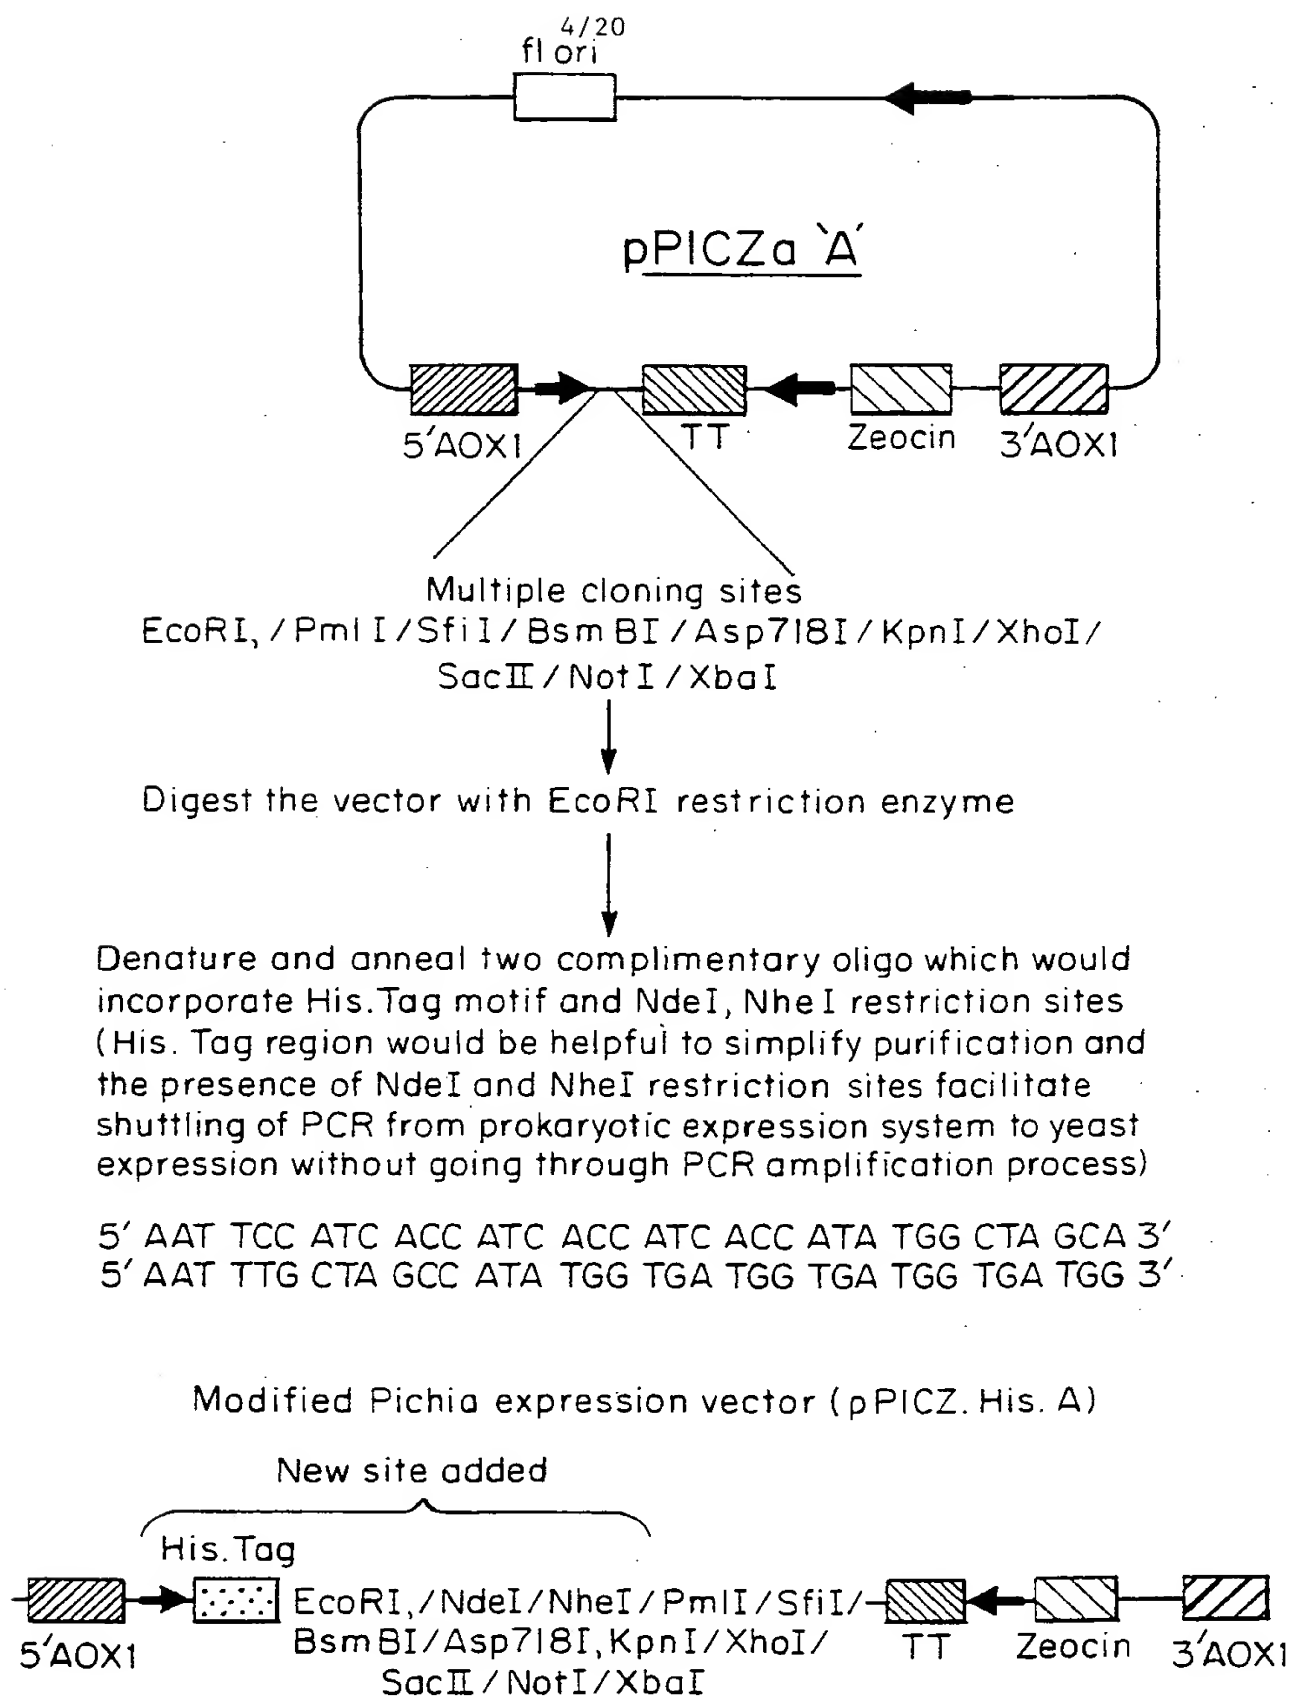 4/20
fl ori
pPICZa 'A'
5'AOX1
TT
Zeocin
3'AOX1
Multiple cloning sites
EcoRI, /PmlI/SfiI/BsmBI/Asp718I/KpnI/XhoI/
SacII/NotI/XbaI
Digest the vector with EcoRI restriction enzyme
Denature and anneal two complimentary oligo which would
incorporate His.Tag motif and NdeI, NheI restriction sites
(His. Tag region would be helpful to simplify purification and
the presence of NdeI and NheI restriction sites facilitate
shuttling of PCR from prokaryotic expression system to yeast
expression without going through PCR amplification process)
5' AAT TCC ATC ACC ATC ACC ATC ACC ATA TGG CTA GCA 3'
5' AAT TTG CTA GCC ATA TGG TGA TGG TGA TGG TGA TGG 3'
Modified Pichia expression vector (pPICZ. His. A)
New site added
His.Tag
EcoRI,/NdeI/NheI/PmlI/SfiI/
BsmBI/Asp718I,KpnI/XhoI/
SacII/NotI/XbaI
5'AOX1
TT
Zeocin
3'AOX1